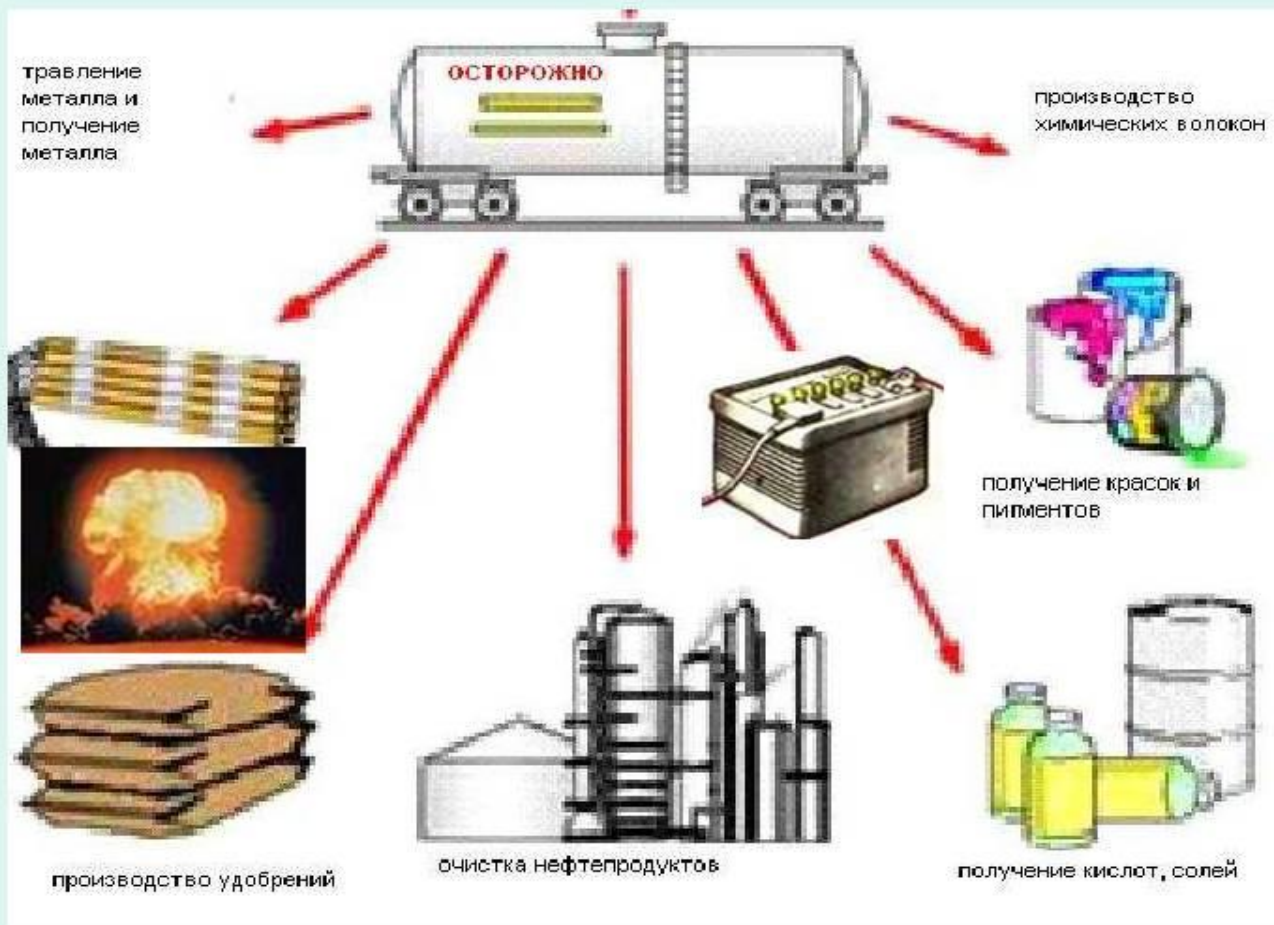 травление
металла и
получение
металла
ОСТОРОЖНО
производство
химических волокон
получение красок и
пигментов
производство удобрений
очистка нефтепродуктов
получение кислот, солей